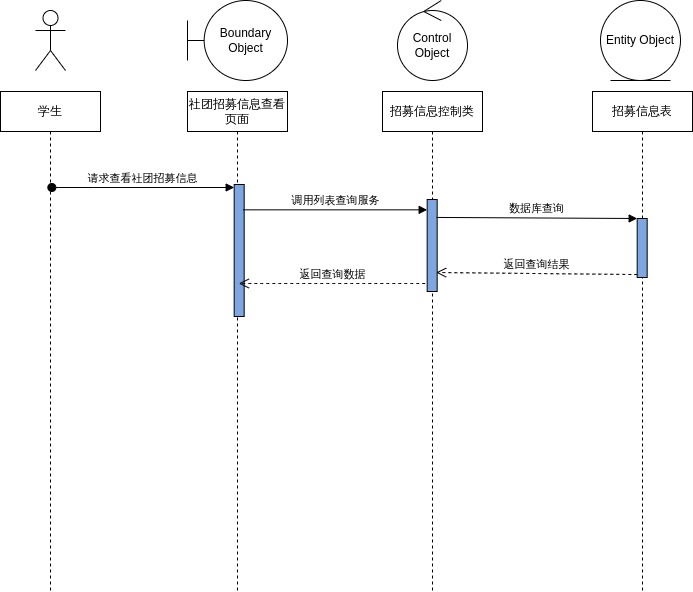 Boundary
Object
Control
Object
Entity Object
学生
社团招募信息查看
页面
招募信息控制类
招募信息表
请求查看社团招募信息
调用列表查询服务
数据库查询
返回查询结果
返回查询数据